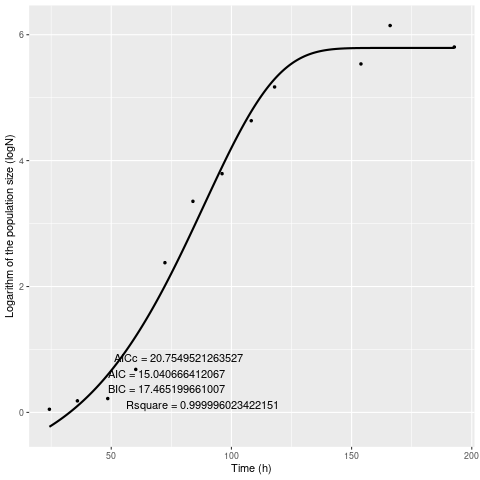 6
4
2
0
Logarithm of the population size (logN)
AICc = 20.7549521263527
AIC = 15.040666412067
BIC = 17.465199661007
Rsquare = 0.999996023422151
50
100
150
200
Time (h)